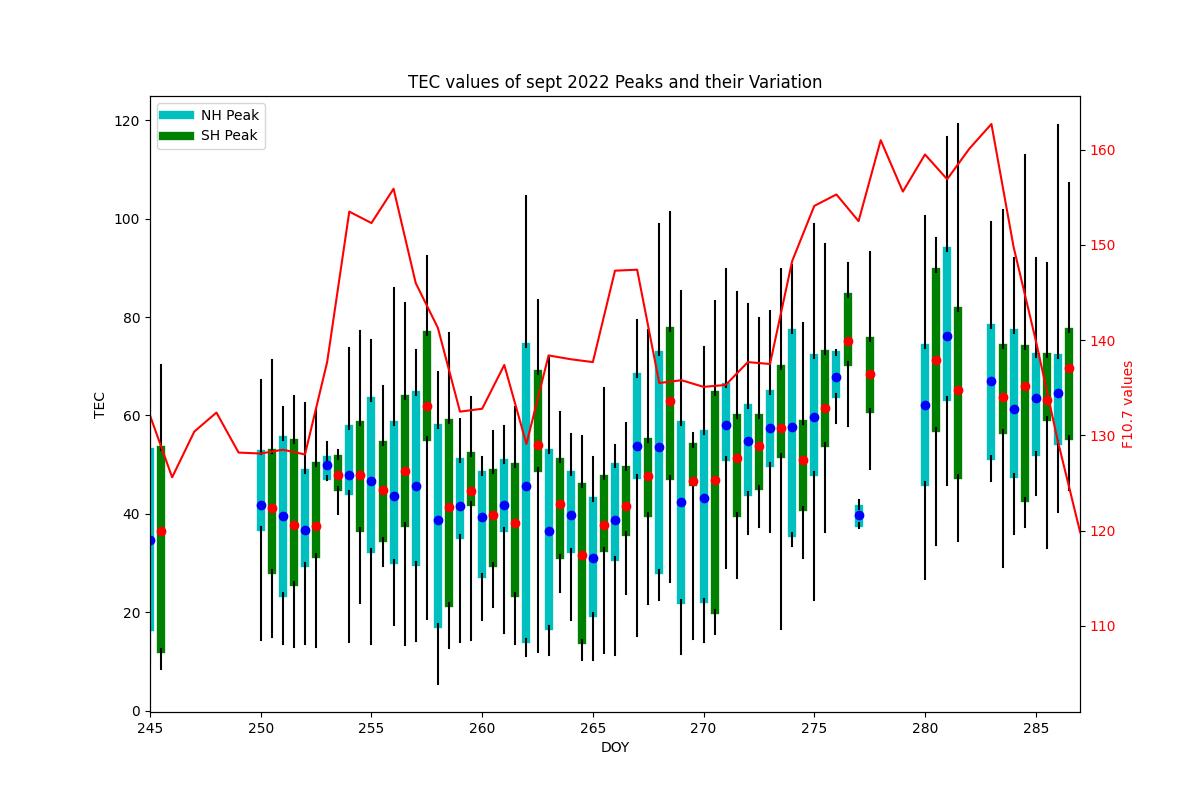 TEC values of sept 2022 Peaks and their Variation
NH Peak
SH Peak
120
100
80
60
40
20
0
TEC
245 250 255 260 265 270 275 280 285
DOY
160
150
140
130
120
110
F10.7 values